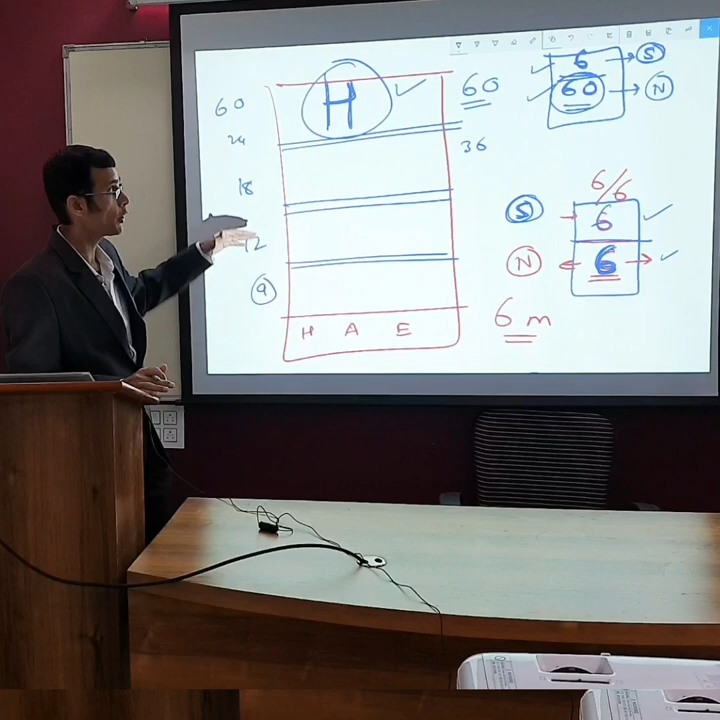 60 H 60 6 → S
24 36 60 → N
18
12
9
H A E
6/6
S 6
N 6
6 m